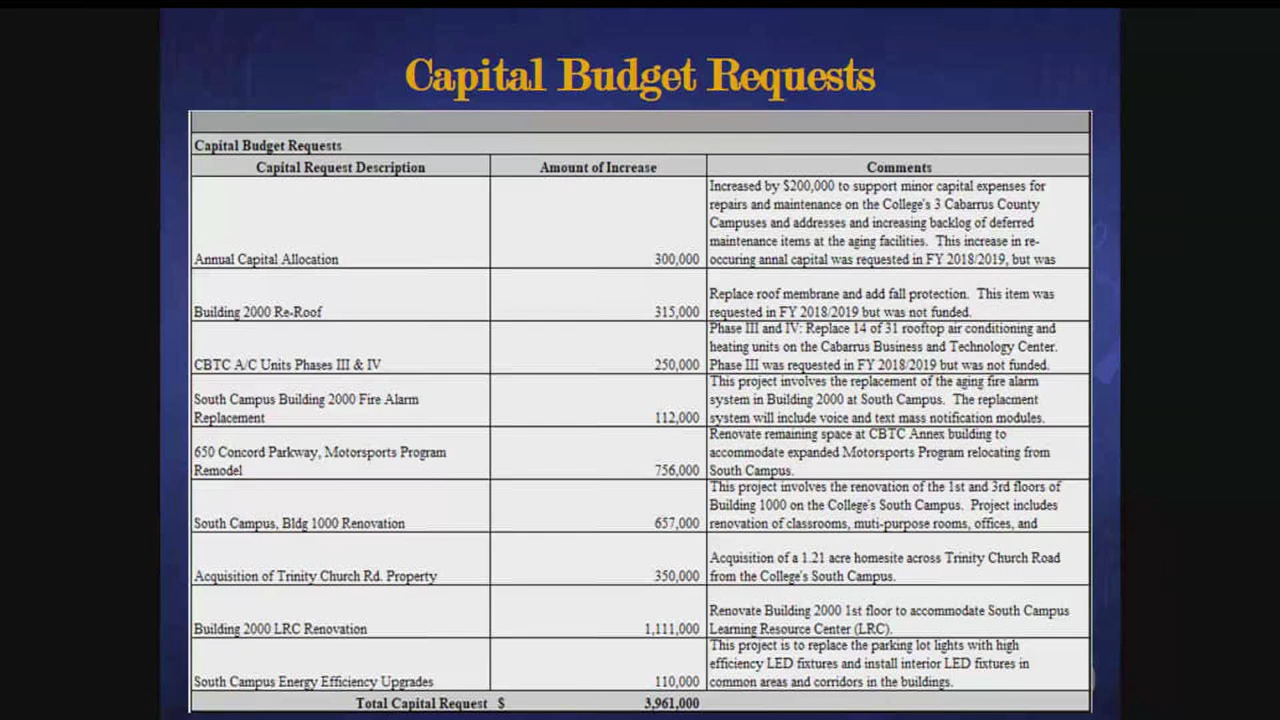 Capital Budget Requests
Capital Budget Requests
Capital Request Description Amount of Increase Comments
Increased by $200,000 to support minor capital expenses for
repairs and maintenance on the College's 3 Cabarrus County
Campuses and addresses and increasing backlog of deferred
maintenance items at the aging facilities. This increase in re-
Annual Capital Allocation 300,000 occuring annal capital was requested in FY 2018/2019, but was
Replace roof membrane and add fall protection. This item was
Building 2000 Re-Roof 315,000 requested in FY 2018/2019 but was not funded.
Phase III and IV: Replace 14 of 31 rooftop air conditioning and
heating units on the Cabarrus Business and Technology Center.
CBTC A/C Units Phases III & IV 250,000 Phase III was requested in FY 2018/2019 but was not funded.
This project involves the replacement of the aging fire alarm
South Campus Building 2000 Fire Alarm system in Building 2000 at South Campus. The replacment
Replacement 112,000 system will include voice and text mass notification modules.
Renovate remaining space at CBTC Annex building to
650 Concord Parkway, Motorsports Program accommodate expanded Motorsports Program relocating from
Remodel 756,000 South Campus.
This project involves the renovation of the 1st and 3rd floors of
Building 1000 on the College's South Campus. Project includes
South Campus, Bldg 1000 Renovation 657,000 renovation of classrooms, muti-purpose rooms, offices, and
Acquisition of a 1.21 acre homesite across Trinity Church Road
Acquisition of Trinity Church Rd. Property 350,000 from the College's South Campus.
Renovate Building 2000 1st floor to accommodate South Campus
Building 2000 LRC Renovation 1,111,000 Learning Resource Center (LRC).
This project is to replace the parking lot lights with high
efficiency LED fixtures and install interior LED fixtures in
South Campus Energy Efficiency Upgrades 110,000 common areas and corridors in the buildings.
Total Capital Request $ 3,961,000